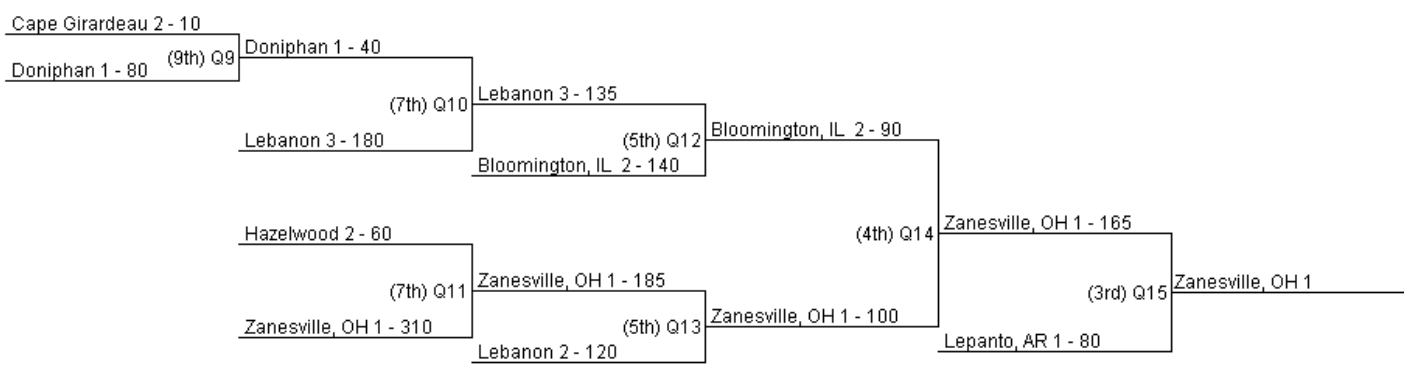 Cape Girardeau 2 - 10
(9th) Q9
Doniphan 1 - 80
Doniphan 1 - 40
(7th) Q10
Lebanon 3 - 180
Lebanon 3 - 135
(5th) Q12
Bloomington, IL  2 - 140
Bloomington, IL  2 - 90
(4th) Q14
Hazelwood 2 - 60
(7th) Q11
Zanesville, OH 1 - 310
Zanesville, OH 1 - 185
(5th) Q13
Lebanon 2 - 120
Zanesville, OH 1 - 100
Zanesville, OH 1 - 165
(3rd) Q15
Lepanto, AR 1 - 80
Zanesville, OH 1